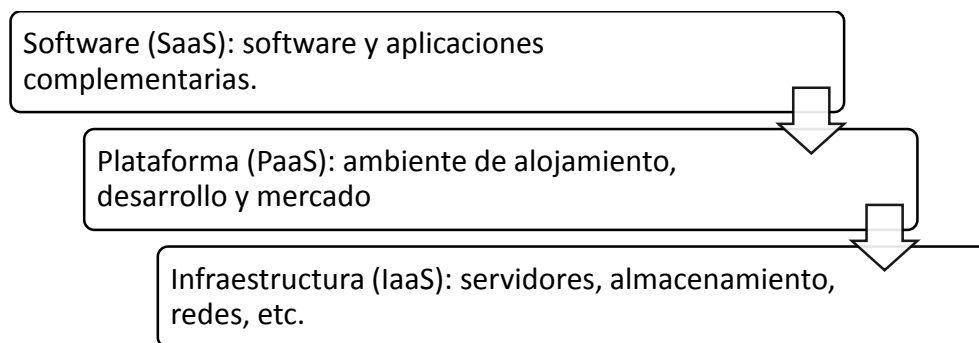 Software (SaaS): software y aplicaciones
complementarias.
Plataforma (PaaS): ambiente de alojamiento,
desarrollo y mercado
Infraestructura (IaaS): servidores, almacenamiento,
redes, etc.